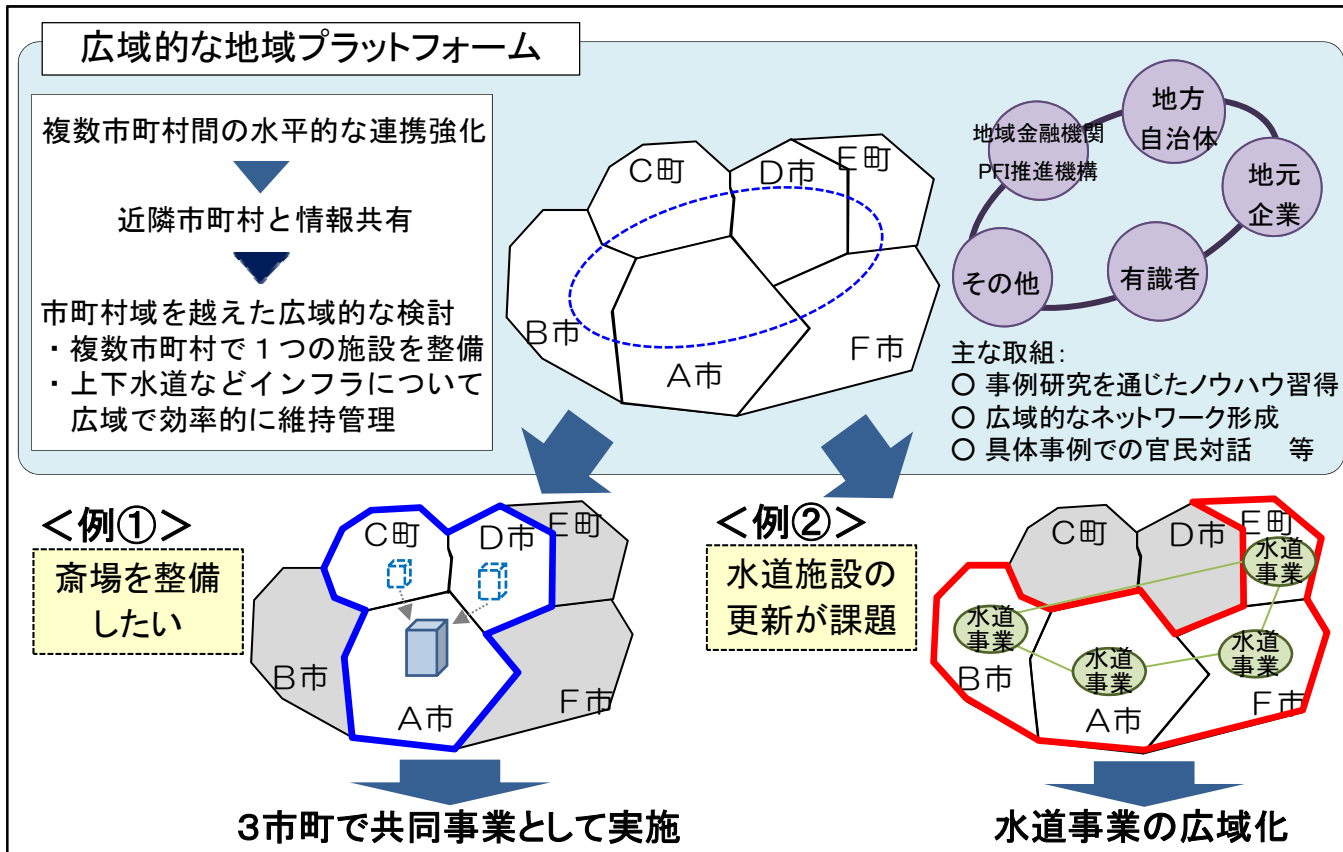 広域的な地域プラットフォーム
複数市町村間の水平的な連携強化
近隣市町村と情報共有
市町村域を越えた広域的な検討
・複数市町村で１つの施設を整備
・上下水道などインフラについて
広域で効率的に維持管理
C町
D市
E町
B市
A市
F市
地域金融機関
PFI推進機構
地方
自治体
地元
企業
有識者
その他
主な取組：
○ 事例研究を通じたノウハウ習得
○ 広域的なネットワーク形成
○ 具体事例での官民対話　等
＜例①＞
斎場を整備
したい
C町
D市
E町
B市
A市
F市
3市町で共同事業として実施
＜例②＞
水道施設の
更新が課題
C町
D市
E町
水道
事業
水道
事業
水道
事業
水道
事業
B市
A市
F市
水道事業の広域化